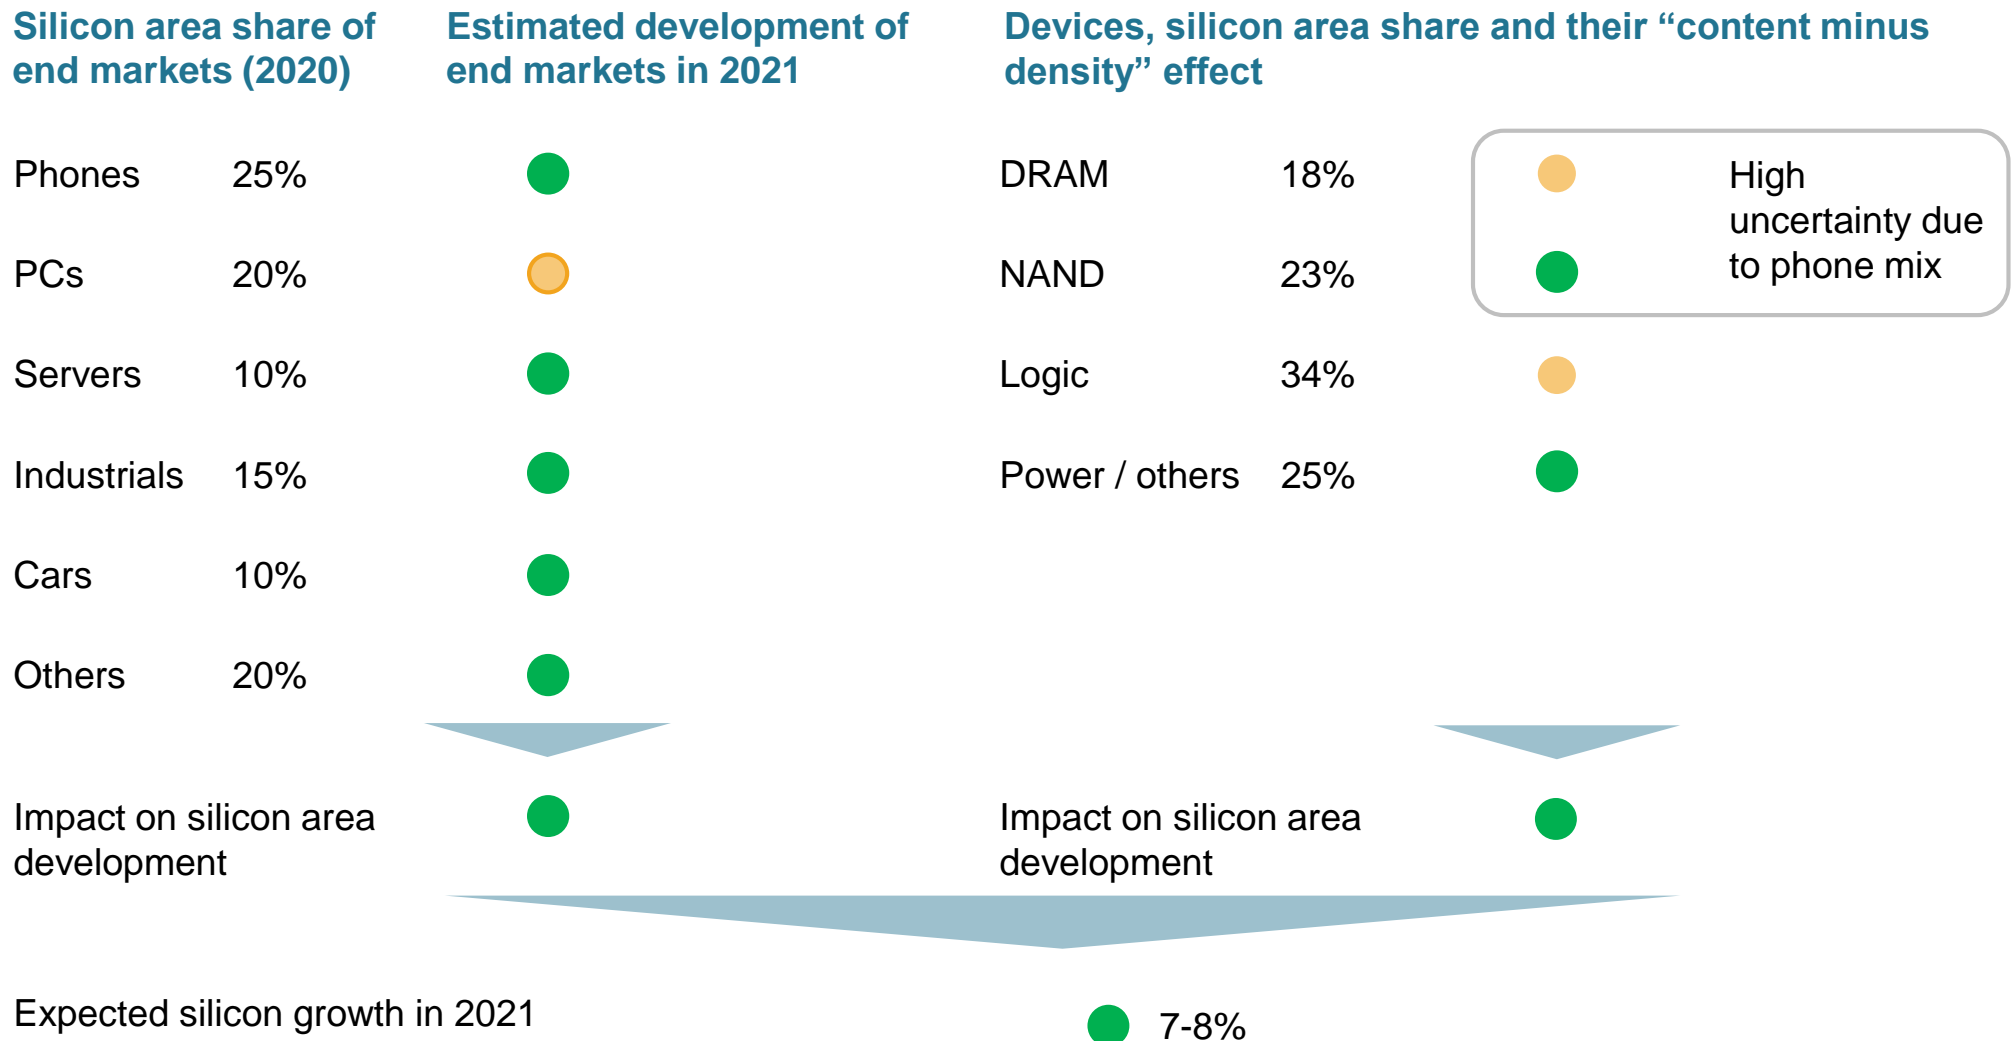 Silicon area share of
end markets (2020)
Estimated development of
end markets in 2021
Devices, silicon area share and their “content minus
density” effect
Phones 25%
PCs 20%
Servers 10%
Industrials 15%
Cars 10%
Others 20%
DRAM 18%
NAND 23%
Logic 34%
Power / others 25%
High
uncertainty due
to phone mix
Impact on silicon area
development
Impact on silicon area
development
Expected silicon growth in 2021
7-8%